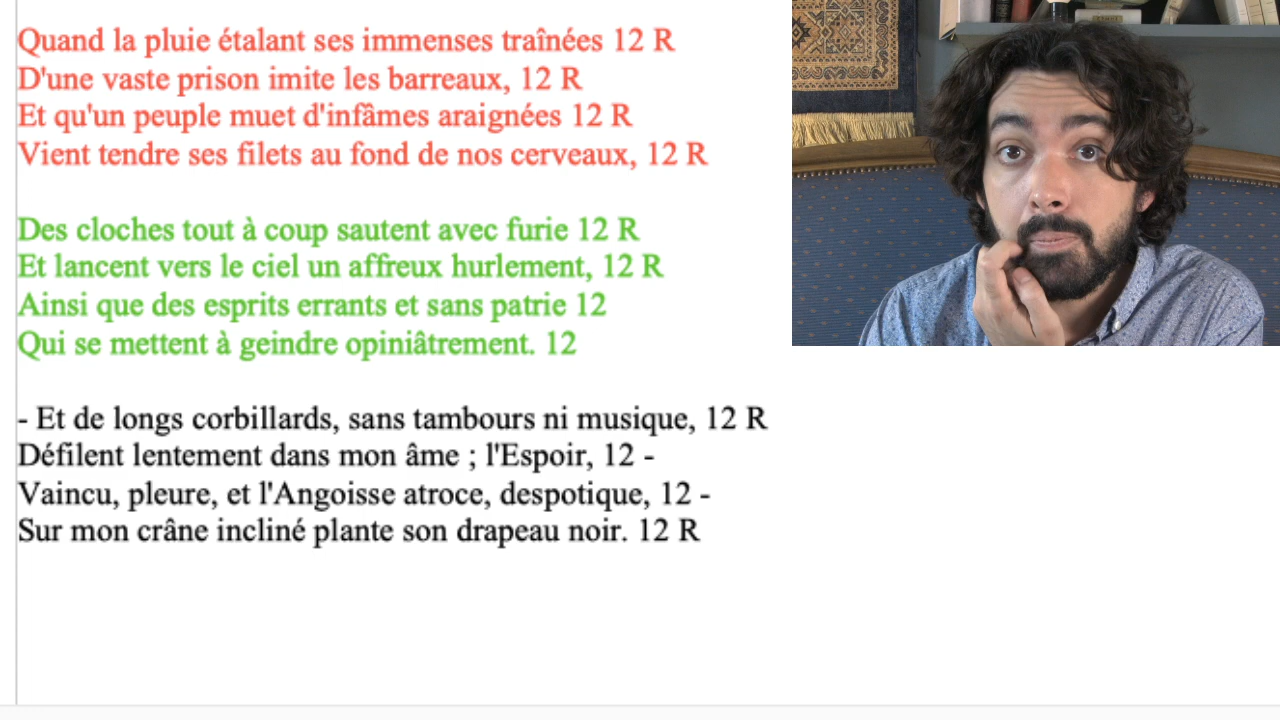 Quand la pluie étalant ses immenses traînées 12 R
D'une vaste prison imite les barreaux, 12 R
Et qu'un peuple muet d'infâmes araignées 12 R
Vient tendre ses filets au fond de nos cerveaux, 12 R
Des cloches tout à coup sautent avec furie 12 R
Et lancent vers le ciel un affreux hurlement, 12 R
Ainsi que des esprits errants et sans patrie 12
Qui se mettent à geindre opiniâtrement. 12
- Et de longs corbillards, sans tambours ni musique, 12 R
Défilent lentement dans mon âme ; l'Espoir, 12 -
Vaincu, pleure, et l'Angoisse atroce, despotique, 12 -
Sur mon crâne incliné plante son drapeau noir. 12 R